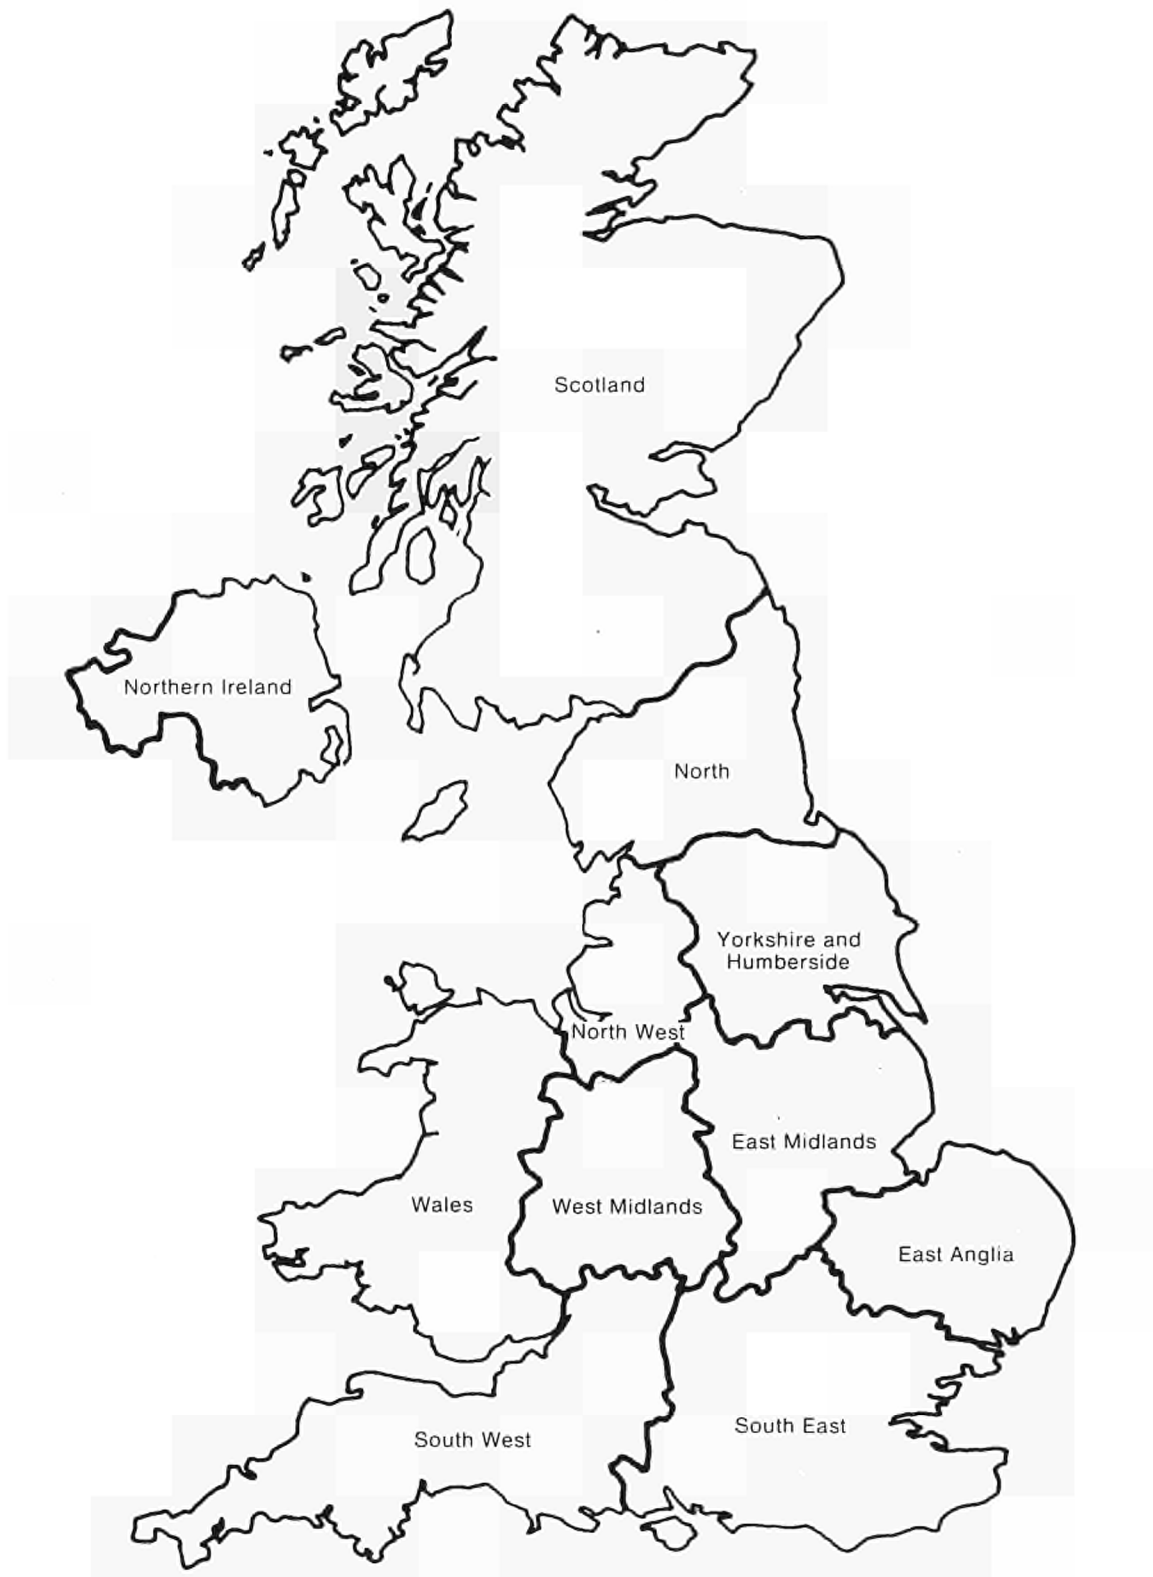 Scotland
Northern Ireland
North
Yorkshire and
Humberside
North West
East Midlands
Wales
West Midlands
East Anglia
South East
South West